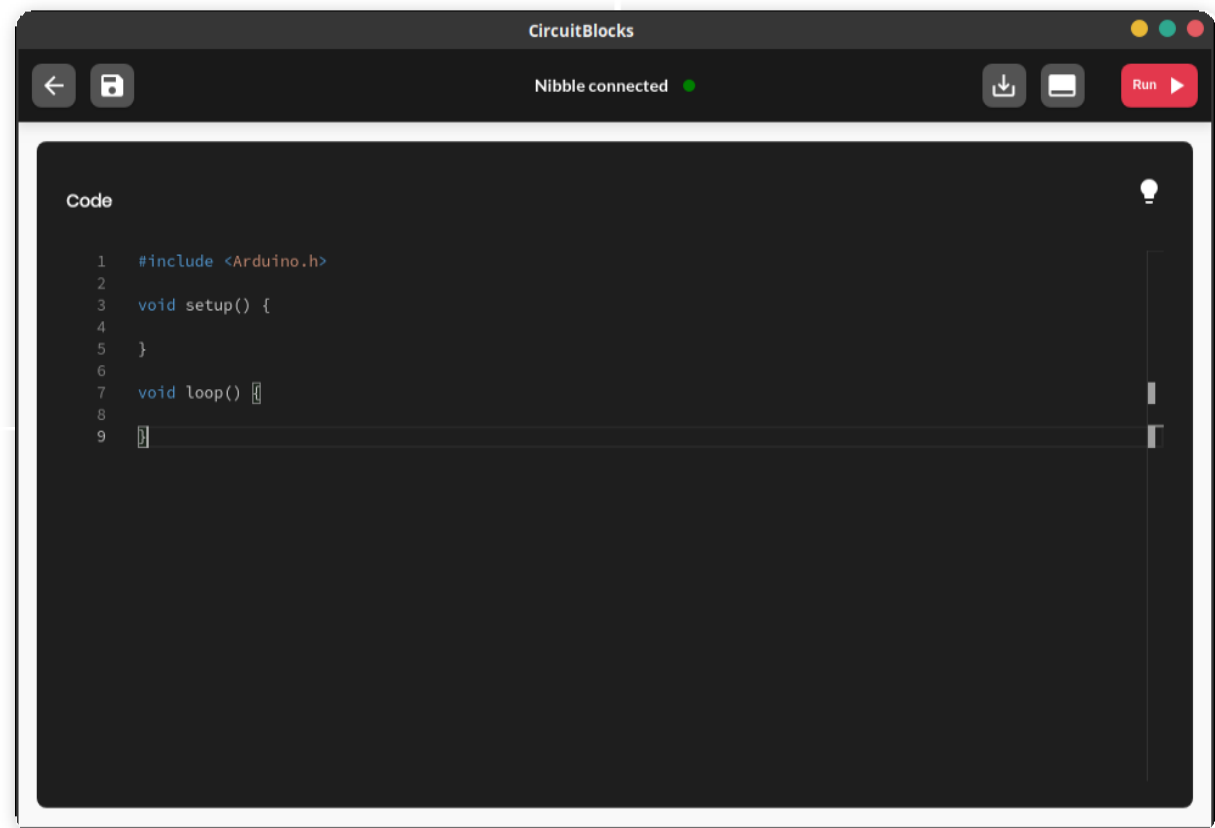 CircuitBlocks
Nibble connected
Run
Code
1 #include <Arduino.h>
2
3 void setup() {
4
5 }
6
7 void loop() {
8
9 }